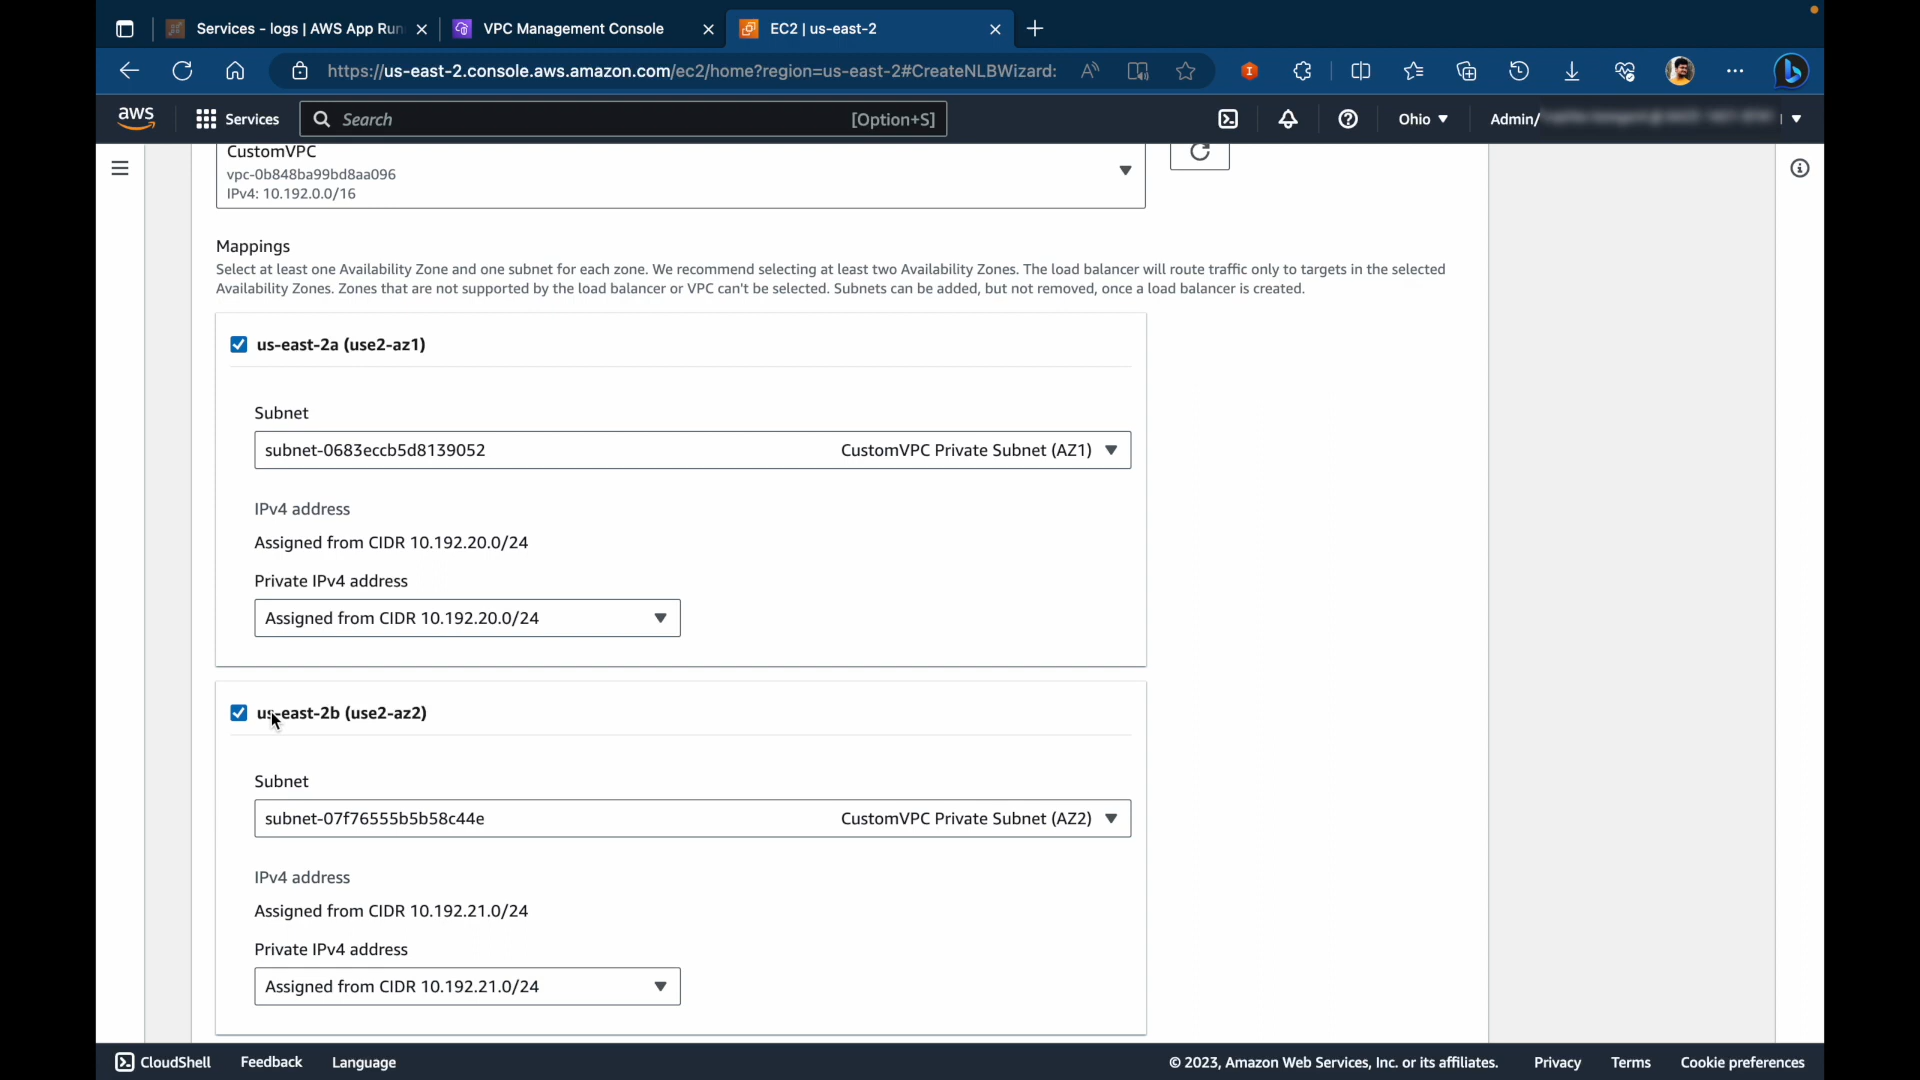 Services - logs | AWS App Run
VPC Management Console
EC2 | us-east-2
https://us-east-2.console.aws.amazon.com/ec2/home?region=us-east-2#CreateNLBWizard:
aws
Services
Search
[Option+S]
Ohio
Admin/
CustomVPC
vpc-0b848ba99bd8aa096
IPv4: 10.192.0.0/16
Mappings
Select at least one Availability Zone and one subnet for each zone. We recommend selecting at least two Availability Zones. The load balancer will route traffic only to targets in the selected
Availability Zones. Zones that are not supported by the load balancer or VPC can't be selected. Subnets can be added, but not removed, once a load balancer is created.
us-east-2a (use2-az1)
Subnet
subnet-0683eccb5d8139052 CustomVPC Private Subnet (AZ1)
IPv4 address
Assigned from CIDR 10.192.20.0/24
Private IPv4 address
Assigned from CIDR 10.192.20.0/24
us-east-2b (use2-az2)
Subnet
subnet-07f76555b5b58c44e CustomVPC Private Subnet (AZ2)
IPv4 address
Assigned from CIDR 10.192.21.0/24
Private IPv4 address
Assigned from CIDR 10.192.21.0/24
CloudShell Feedback Language © 2023, Amazon Web Services, Inc. or its affiliates. Privacy Terms Cookie preferences